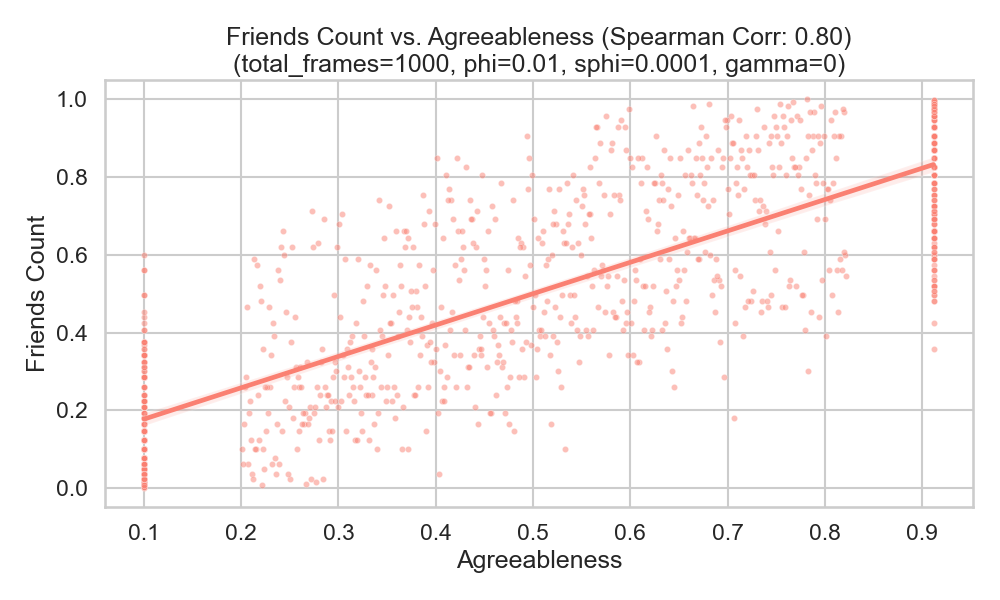 Friends Count vs. Agreeableness (Spearman Corr: 0.80)
(total_frames=1000, phi=0.01, sphi=0.0001, gamma=0)
Friends Count
1.0
0.8
0.6
0.4
0.2
0.0
0.1 0.2 0.3 0.4 0.5 0.6 0.7 0.8 0.9
Agreeableness